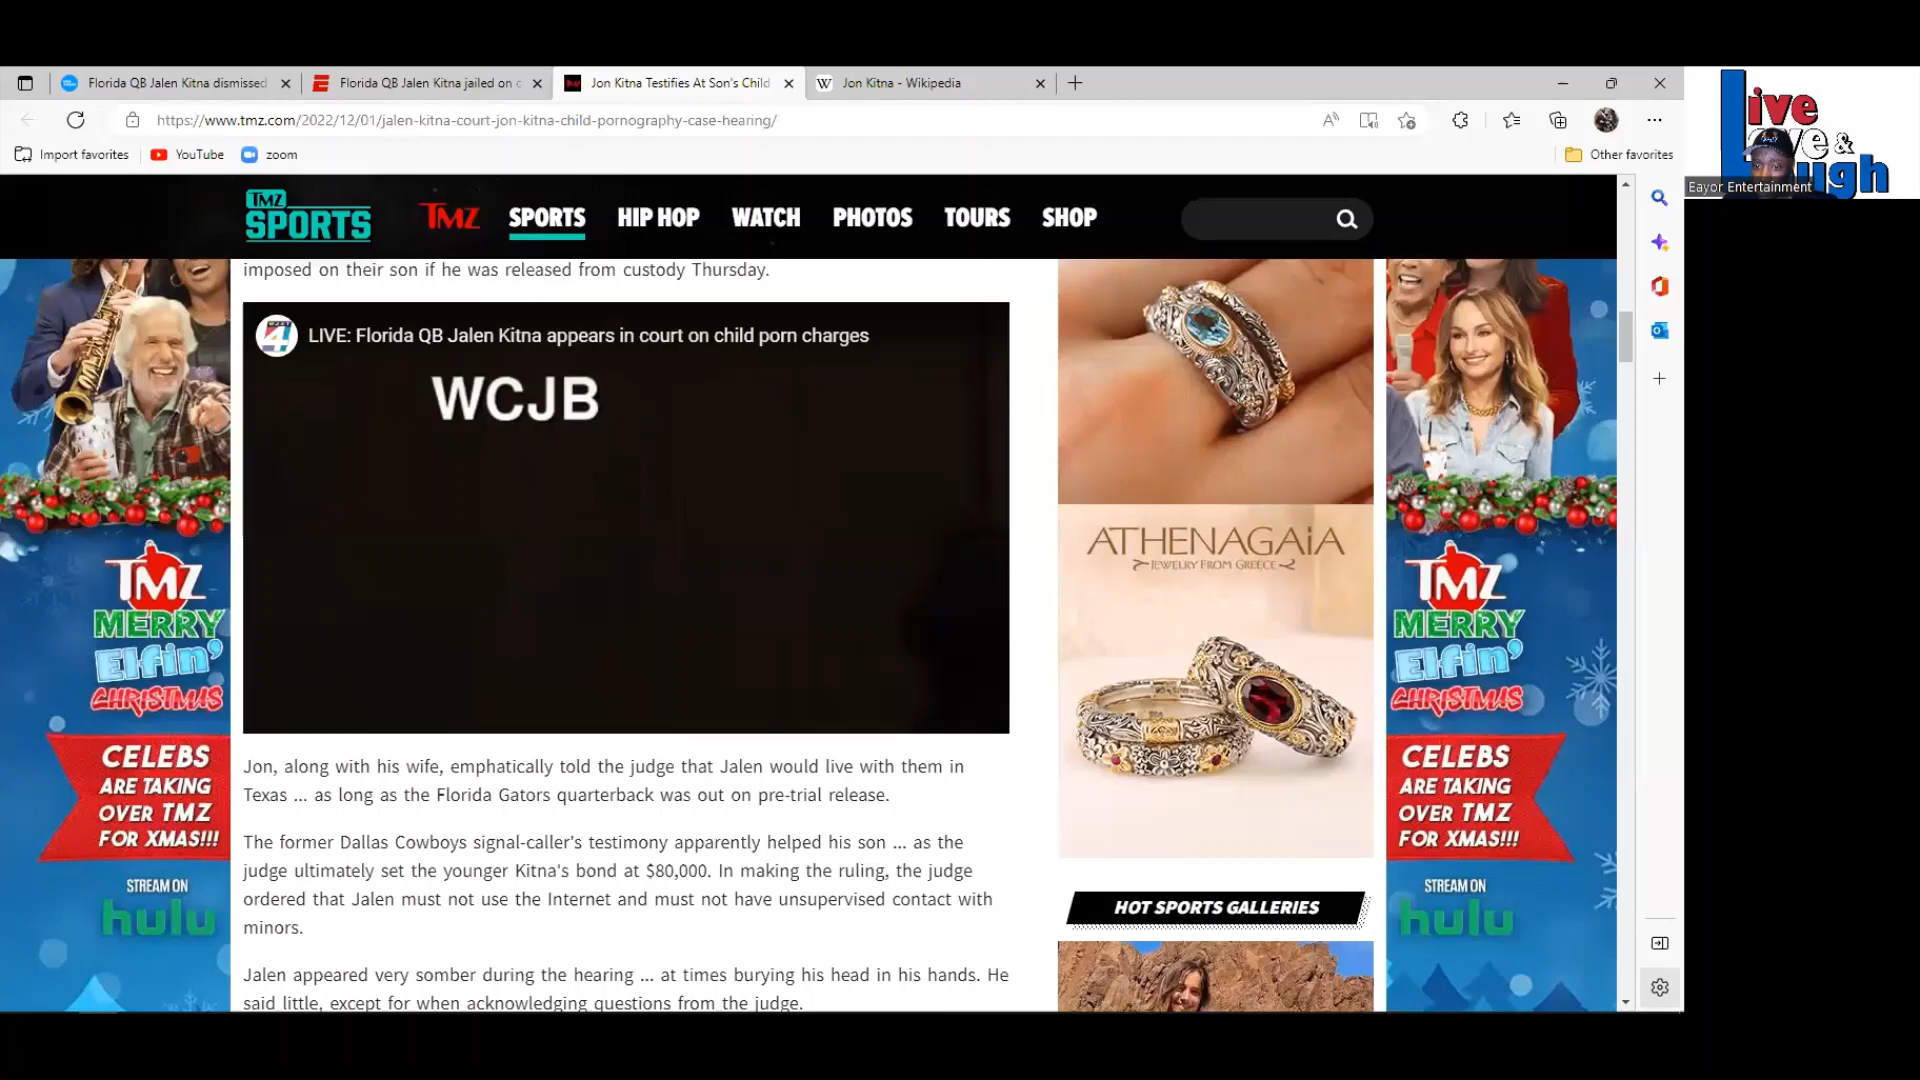 Florida QB Jalen Kitna dismissed
Florida QB Jalen Kitna jailed on c
Jon Kitna Testifies At Son's Child
Jon Kitna - Wikipedia
https://www.tmz.com/2022/12/01/jalen-kitna-court-jon-kitna-child-pornography-case-hearing/
Import favorites
YouTube
zoom
Other favorites
Live
Love &
Laugh
Eayor Entertainment
TMZ
SPORTS
TMZ SPORTS HIP HOP WATCH PHOTOS TOURS SHOP
imposed on their son if he was released from custody Thursday.
LIVE: Florida QB Jalen Kitna appears in court on child porn charges
WCJB
Jon, along with his wife, emphatically told the judge that Jalen would live with them in
Texas ... as long as the Florida Gators quarterback was out on pre-trial release.
The former Dallas Cowboys signal-caller's testimony apparently helped his son ... as the
judge ultimately set the younger Kitna's bond at $80,000. In making the ruling, the judge
ordered that Jalen must not use the Internet and must not have unsupervised contact with
minors.
Jalen appeared very somber during the hearing ... at times burying his head in his hands. He
said little, except for when acknowledging questions from the judge.
ATHENAGAiA
JEWELRY FROM GREECE
HOT SPORTS GALLERIES
TMZ
MERRY
Elfin'
CHRISTMAS
CELEBS
ARE TAKING
OVER TMZ
FOR XMAS!!!
STREAM ON
hulu
TMZ
MERRY
Elfin'
CHRISTMAS
CELEBS
ARE TAKING
OVER TMZ
FOR XMAS!!!
STREAM ON
hulu